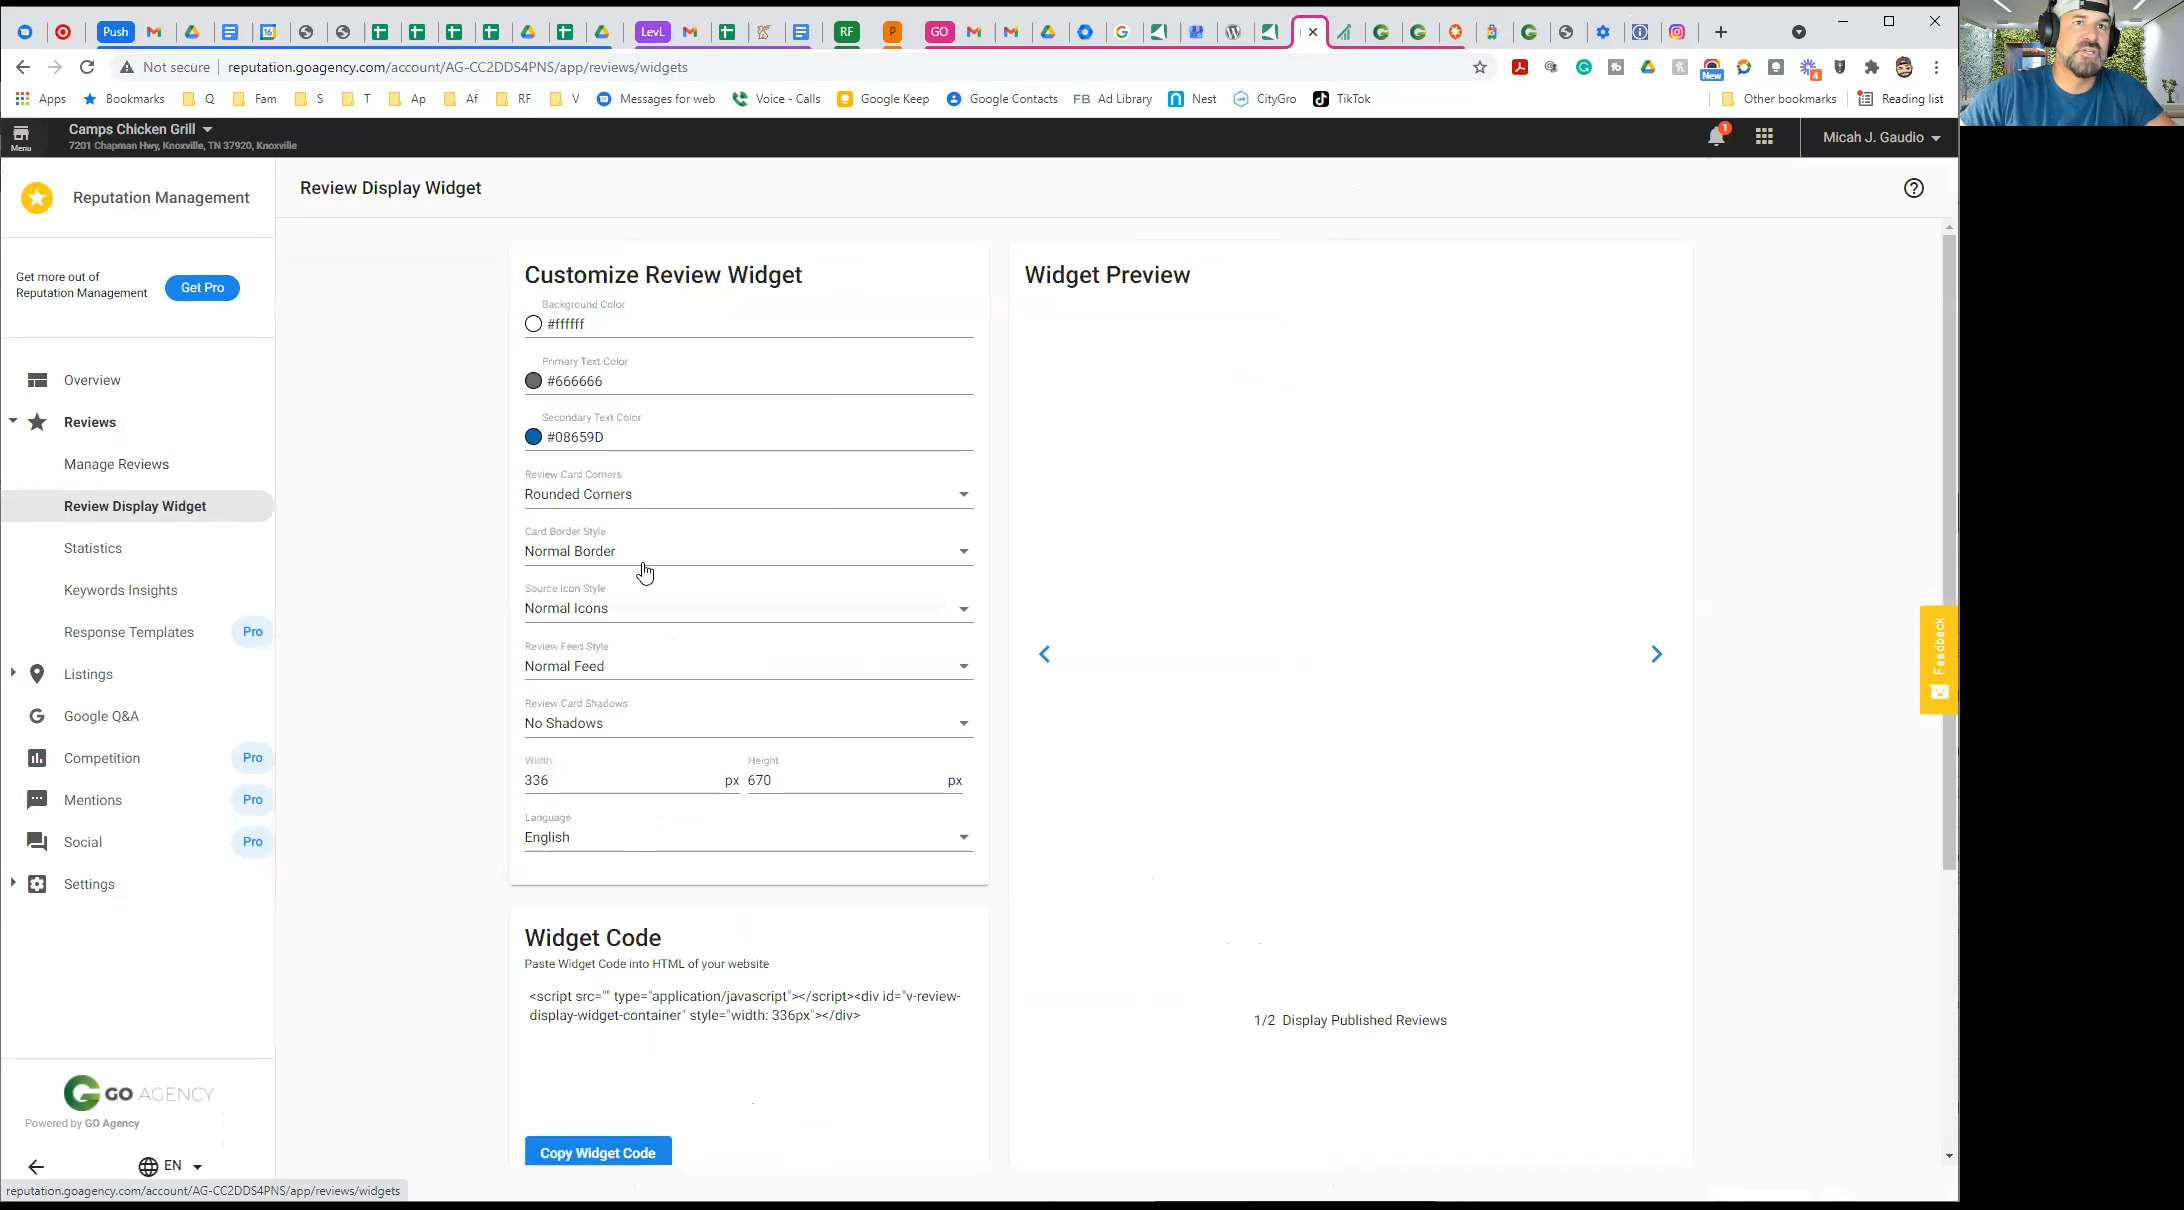 Push
16
LevL
RF
P
GO
Not secure
reputation.goagency.com/account/AG-CC2DDS4PNS/app/reviews/widgets
New
4
Apps
Bookmarks
Q
Fam
S
T
Ap
Af
RF
V
Messages for web
Voice - Calls
Google Keep
Google Contacts
FB Ad Library
Nest
CityGro
TikTok
Other bookmarks
Reading list
Menu
Camps Chicken Grill
7201 Chapman Hwy, Knoxville, TN 37920, Knoxville
1
Micah J. Gaudio
Reputation Management
Review Display Widget
Get more out of
Reputation Management
Get Pro
Overview
Reviews
Manage Reviews
Review Display Widget
Statistics
Keywords Insights
Response Templates Pro
Listings
Google Q&A
Competition Pro
Mentions Pro
Social Pro
Settings
GO AGENCY
Powered by GO Agency
EN
reputation.goagency.com/account/AG-CC2DDS4PNS/app/reviews/widgets
Customize Review Widget
Background Color
#ffffff
Primary Text Color
#666666
Secondary Text Color
#08659D
Review Card Corners
Rounded Corners
Card Border Style
Normal Border
Source Icon Style
Normal Icons
Review Feed Style
Normal Feed
Review Card Shadows
No Shadows
Width Height
336 px 670 px
Language
English
Widget Code
Paste Widget Code into HTML of your website
<script src="" type="application/javascript"></script><div id="v-review-
display-widget-container" style="width: 336px"></div>
Copy Widget Code
Widget Preview
1/2 Display Published Reviews
Feedback